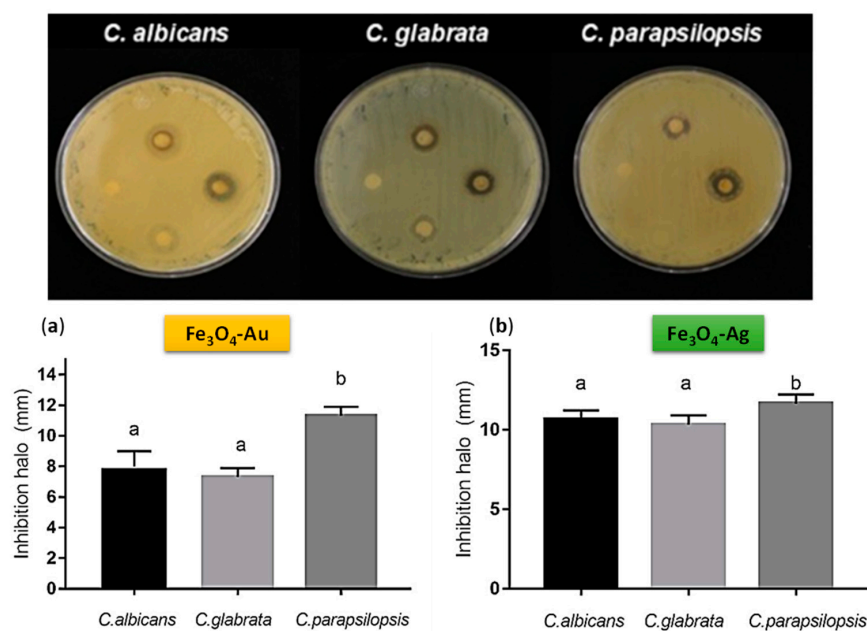 C. albicans C. glabrata C. parapsilopsis
(a) Fe₃O₄-Au
14
12
10
8
6
4
2
0
Inhibition halo (mm)
a a b
C.albicans C.glabrata C.parapsilopsis
(b) Fe₃O₄-Ag
15
10
5
0
Inhibition halo (mm)
a a b
C.albicans C.glabrata C.parapsilopsis